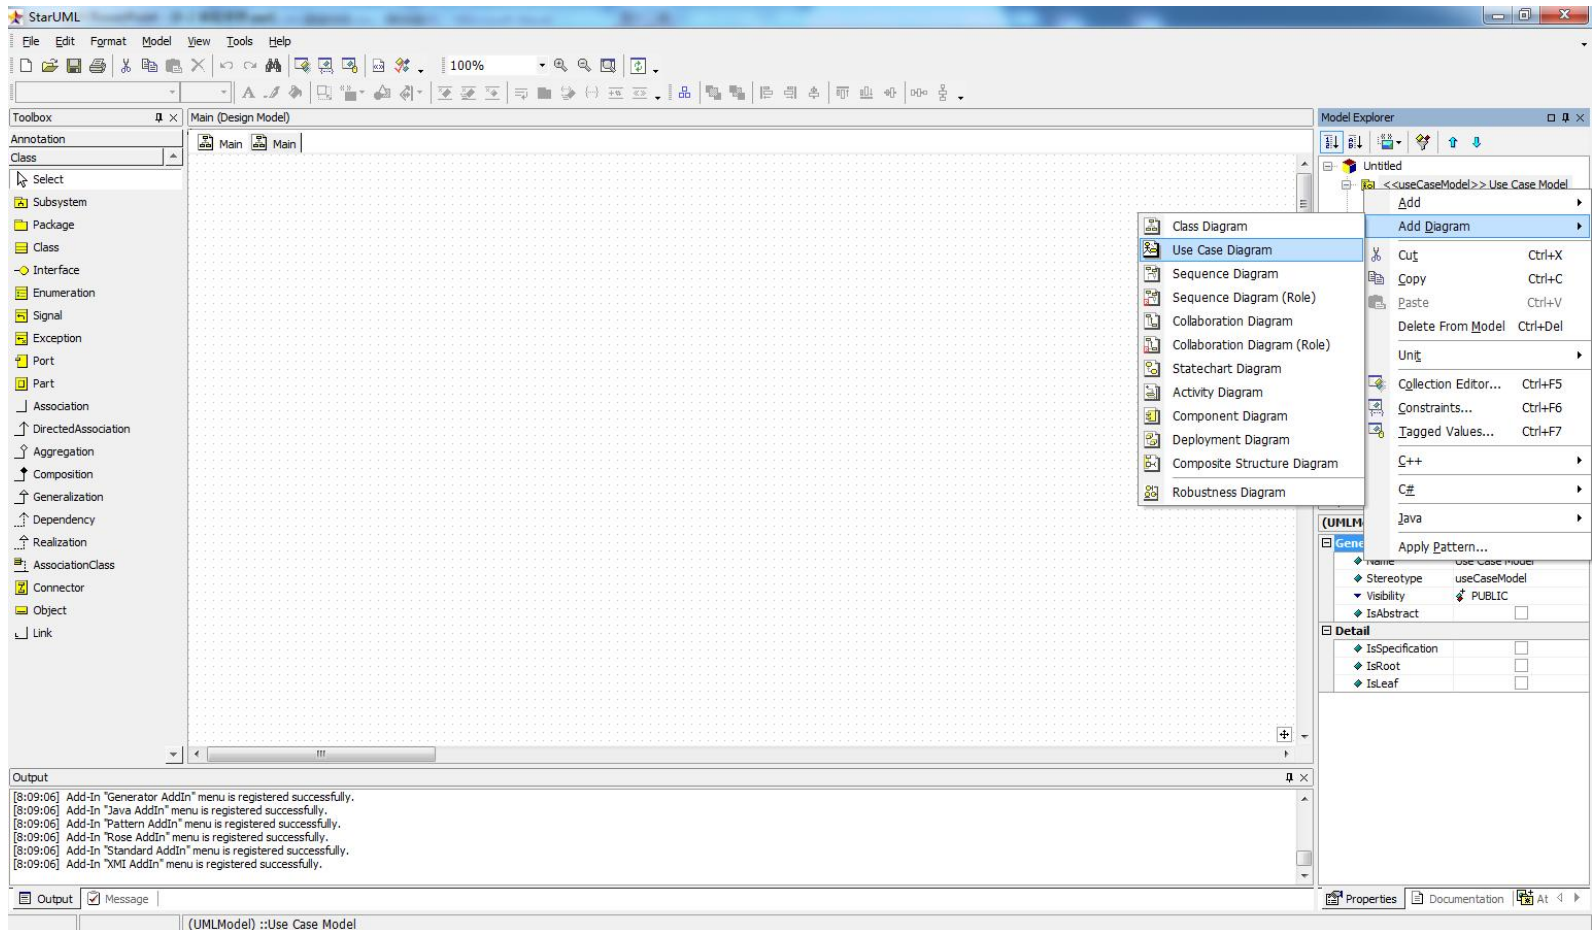 StarUML
File Edit Format Model View Tools Help
100%
Toolbox
Main (Design Model)
Model Explorer
Annotation
Main Main
Class
Untitled
<<useCaseModel>> Use Case Model
Select
Subsystem
Package
Class
Interface
Enumeration
Signal
Exception
Port
Part
Association
DirectedAssociation
Aggregation
Composition
Generalization
Dependency
Realization
AssociationClass
Connector
Object
Link
Class Diagram
Use Case Diagram
Sequence Diagram
Sequence Diagram (Role)
Collaboration Diagram
Collaboration Diagram (Role)
Statechart Diagram
Activity Diagram
Component Diagram
Deployment Diagram
Composite Structure Diagram
Robustness Diagram
Add
Add Diagram
Cut Ctrl+X
Copy Ctrl+C
Paste Ctrl+V
Delete From Model Ctrl+Del
Unit
Collection Editor... Ctrl+F5
Constraints... Ctrl+F6
Tagged Values... Ctrl+F7
C++
C#
Java
Apply Pattern...
(UMLM
Gene
Name Use Case Model
Stereotype useCaseModel
Visibility PUBLIC
IsAbstract
Detail
IsSpecification
IsRoot
IsLeaf
Output
[8:09:06] Add-In "Generator AddIn" menu is registered successfully.
[8:09:06] Add-In "Java AddIn" menu is registered successfully.
[8:09:06] Add-In "Pattern AddIn" menu is registered successfully.
[8:09:06] Add-In "Rose AddIn" menu is registered successfully.
[8:09:06] Add-In "Standard AddIn" menu is registered successfully.
[8:09:06] Add-In "XMI AddIn" menu is registered successfully.
Output Message
Properties Documentation At
(UMLModel) ::Use Case Model